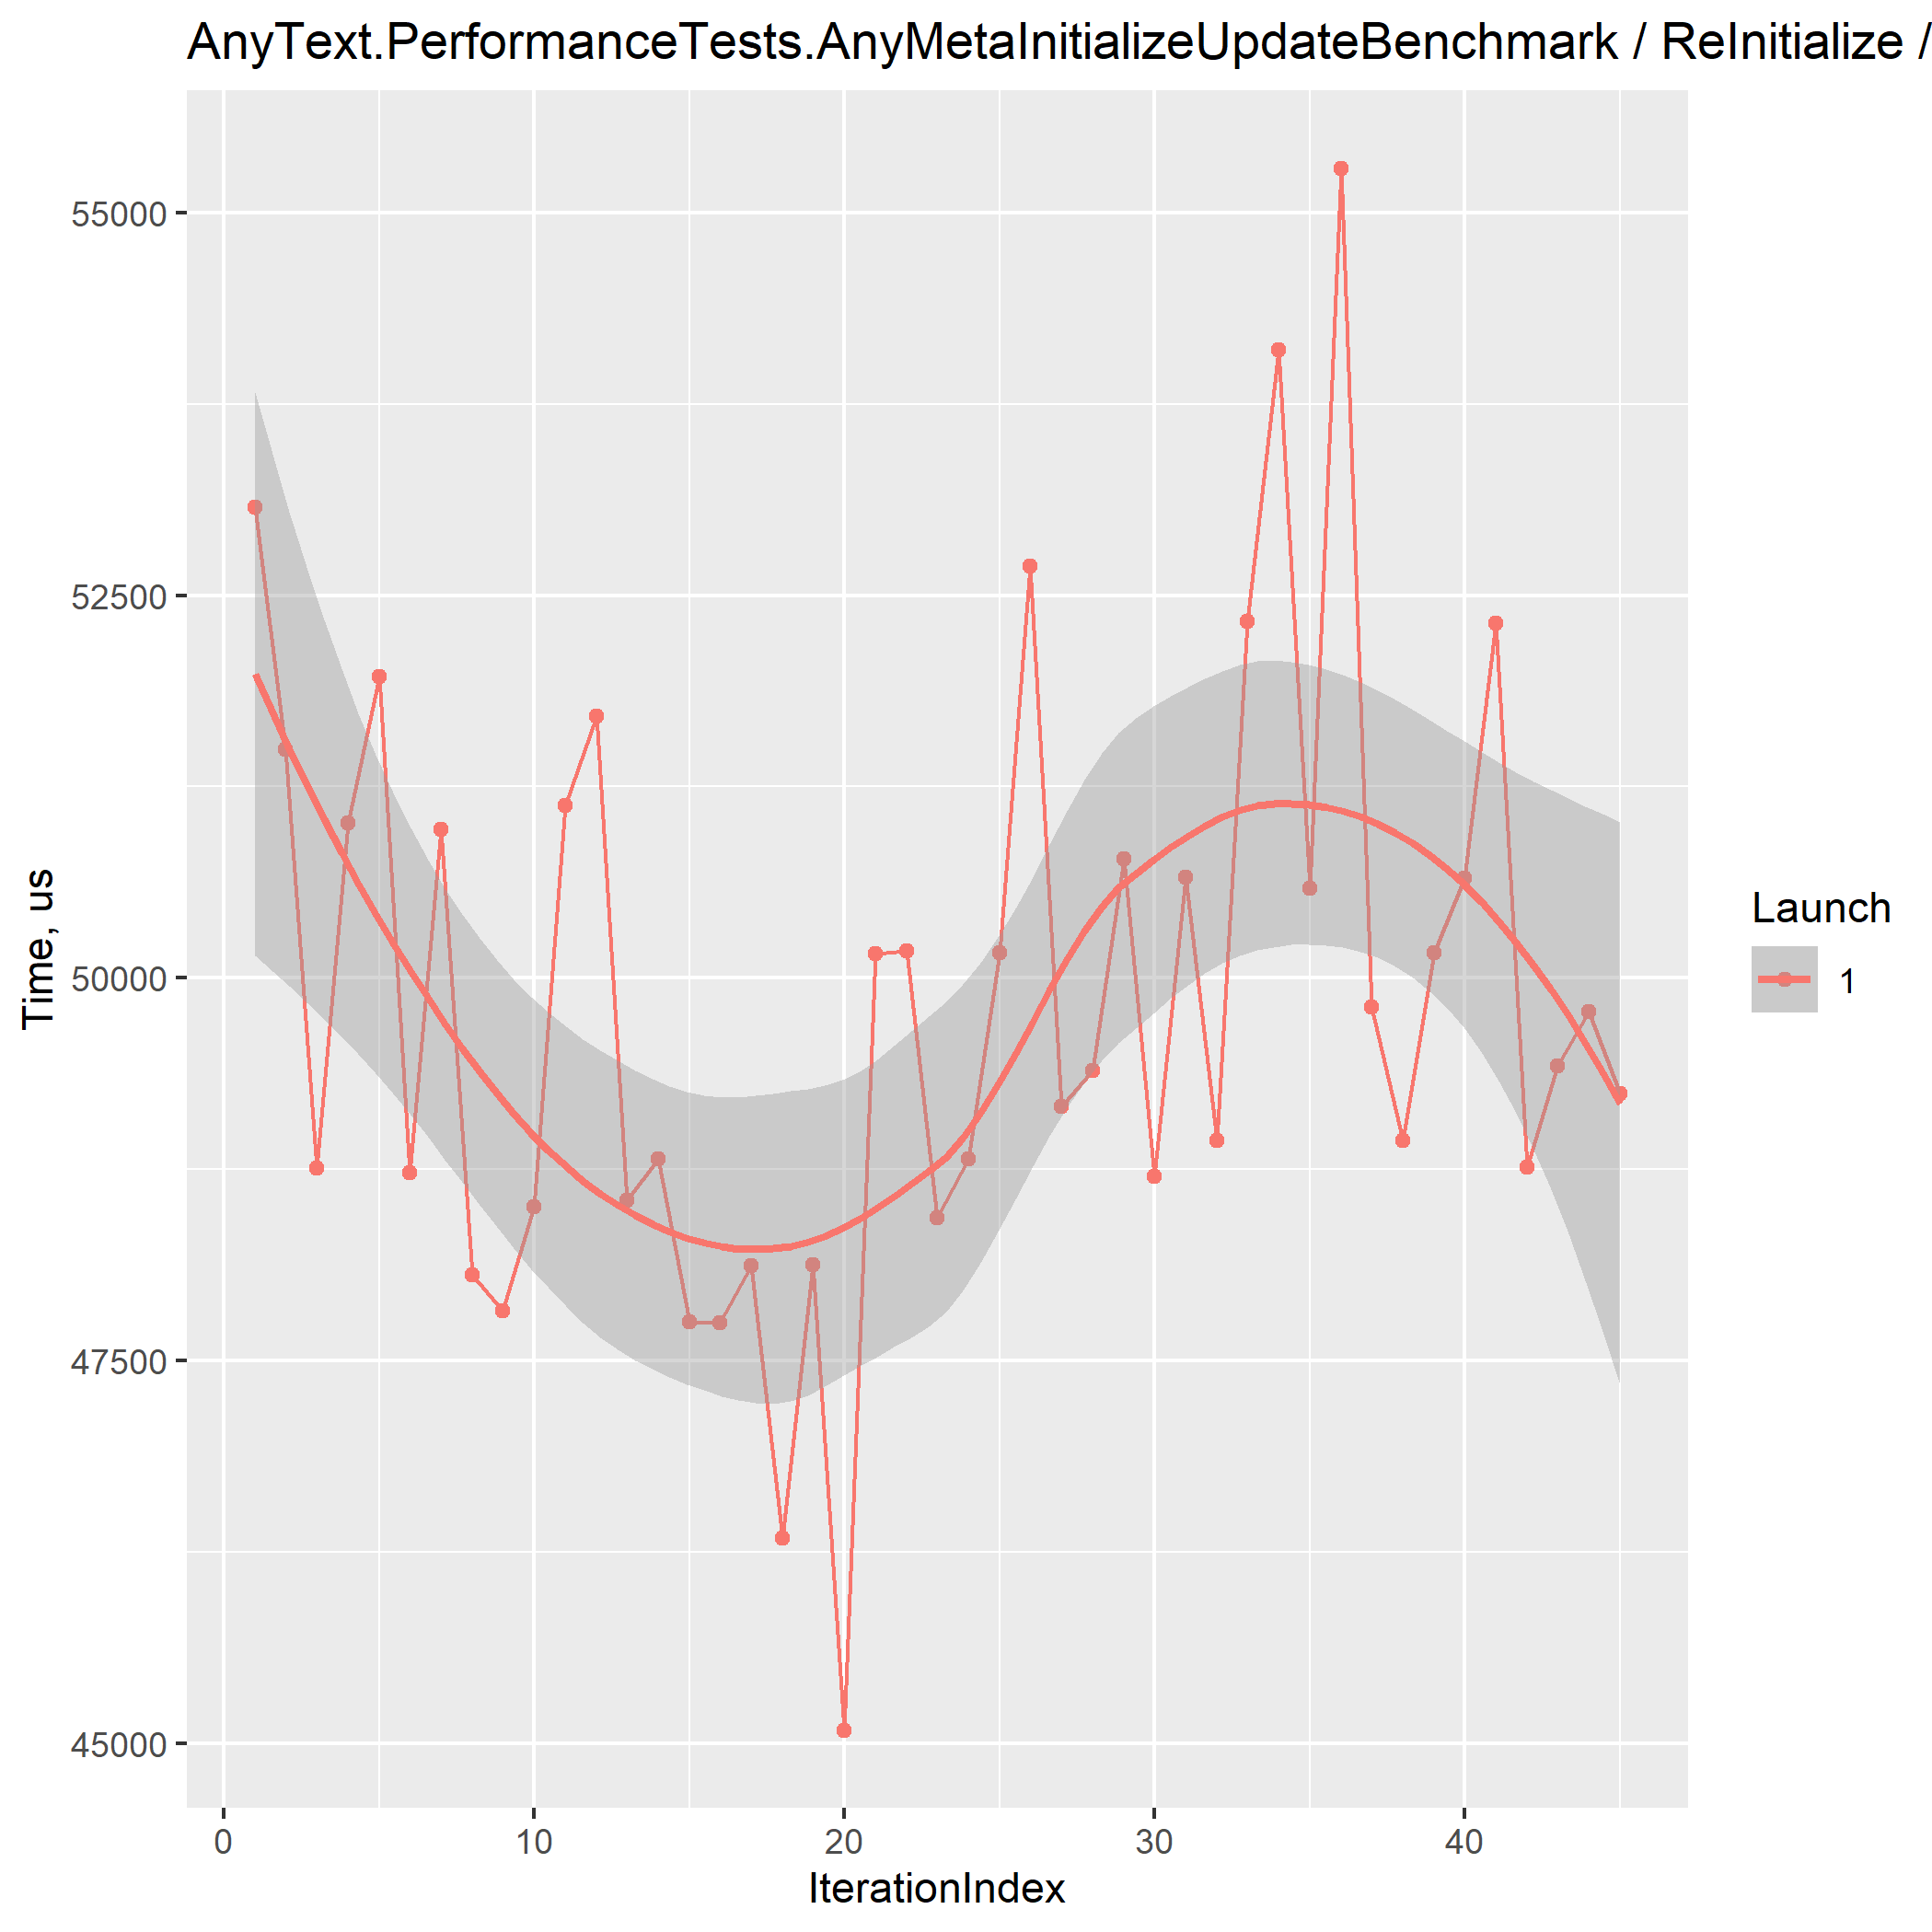 AnyText.PerformanceTests.AnyMetaInitializeUpdateBenchmark / ReInitialize /
55000
52500
50000
47500
45000
Time, us
0 10 20 30 40
IterationIndex
Launch
1